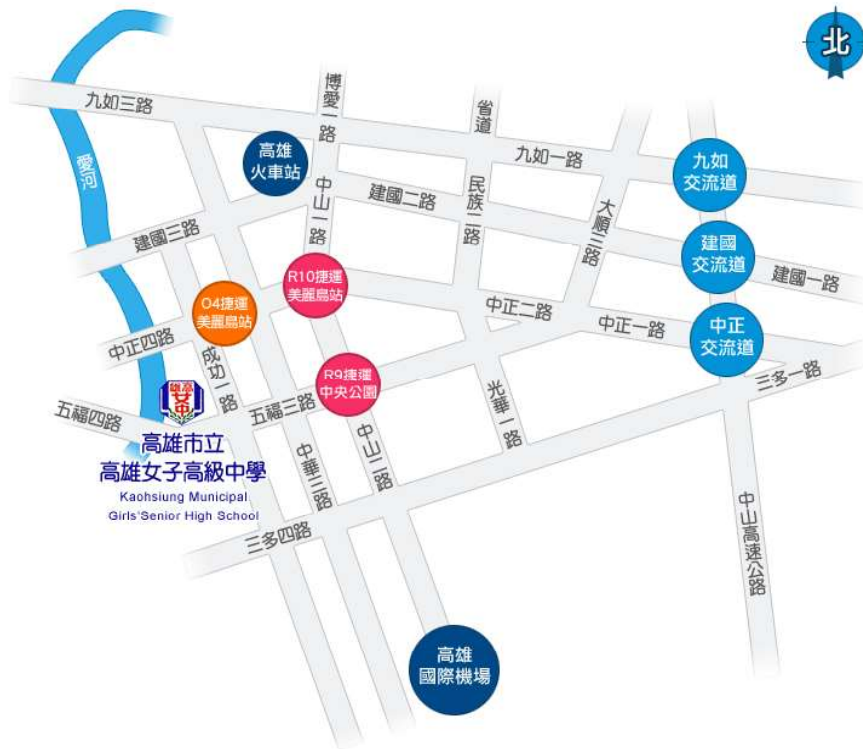 北
九如三路
博愛一路
省道
九如一路
愛河
高雄
火車站
九如
交流道
中山一路
建國二路
民族二路
大順三路
建國三路
建國
交流道
建國一路
R10捷運
美麗島站
O4捷運
美麗島站
中正二路
中正一路
中正
交流道
中正四路
成功一路
R9捷運
中央公園
三多一路
五福四路
高雄
女中
五福三路
光華一路
高雄市立
高雄女子高級中學
Kaohsiung Municipal
Girls'Senior High School
中華三路
中山二路
三多四路
中山高速公路
高雄
國際機場